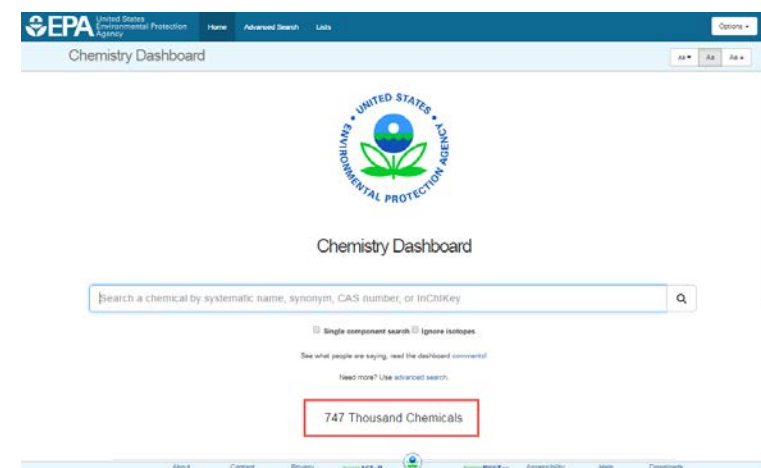 EPA United States
Environmental Protection
Agency
Home Advanced Search Lists Options
Chemistry Dashboard
Aa Aa Aa
UNITED STATES
ENVIRONMENTAL PROTECTION AGENCY
Chemistry Dashboard
Search a chemical by systematic name, synonym, CAS number, or InChIKey
Single component search Ignore isotopes
See what people are saying, read the dashboard comments!
Need more? Use advanced search.
747 Thousand Chemicals
About Contact Privacy Accessibility Help Downloads